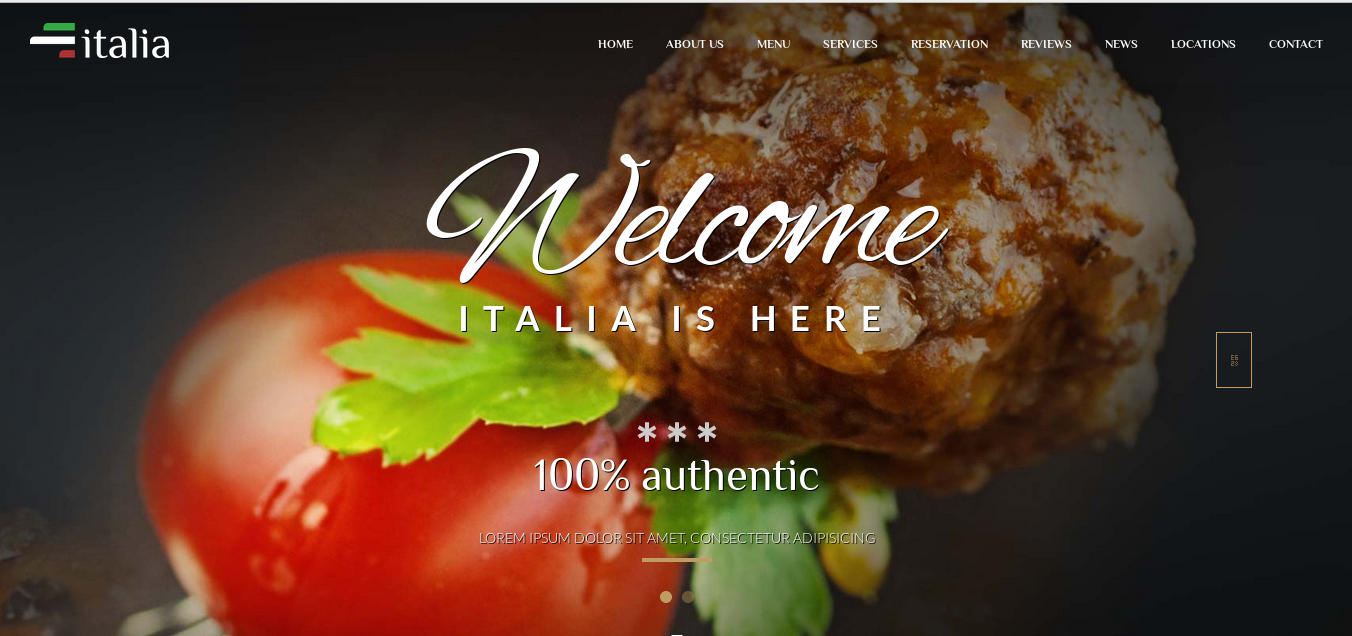 italia
HOME ABOUT US MENU SERVICES RESERVATION REVIEWS NEWS LOCATIONS CONTACT
Welcome
ITALIA IS HERE
***
100% authentic
LOREM IPSUM DOLOR SIT AMET, CONSECTETUR ADIPISICING